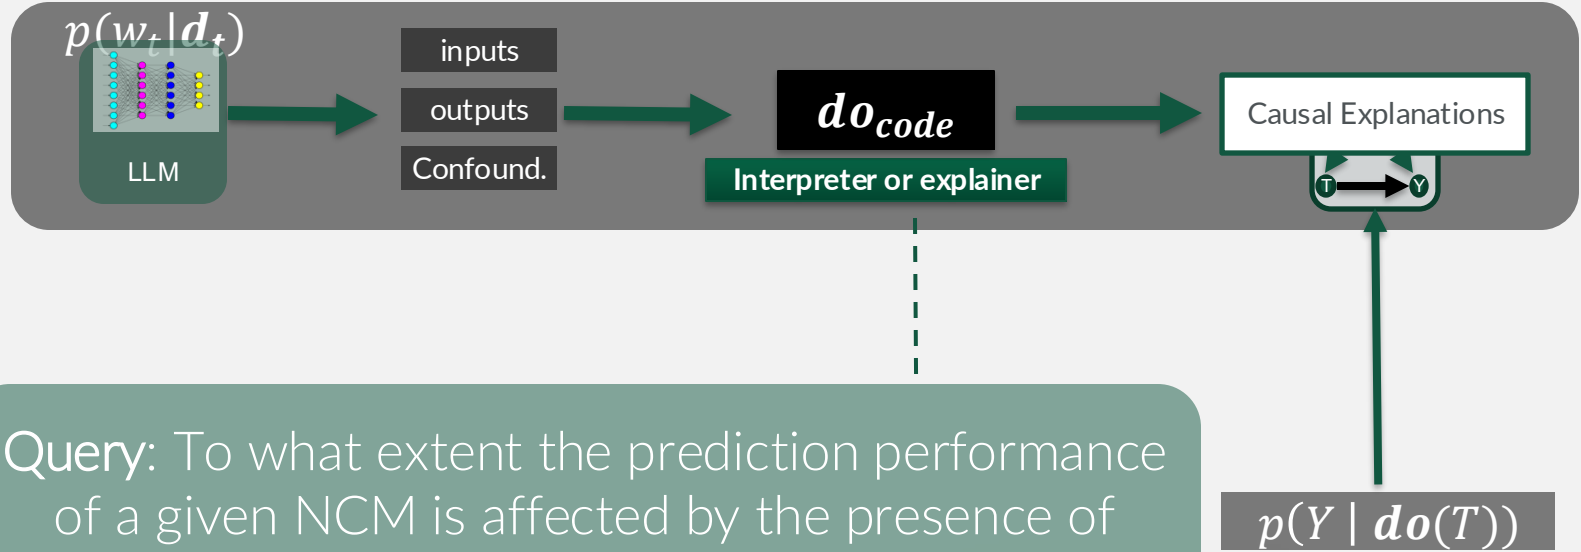 p(w_t|d_t)
LLM
inputs
outputs
Confound.
do_code
Interpreter or explainer
Causal Explanations
T
Y
Query: To what extent the prediction performance
of a given NCM is affected by the presence of
p(Y | do(T))